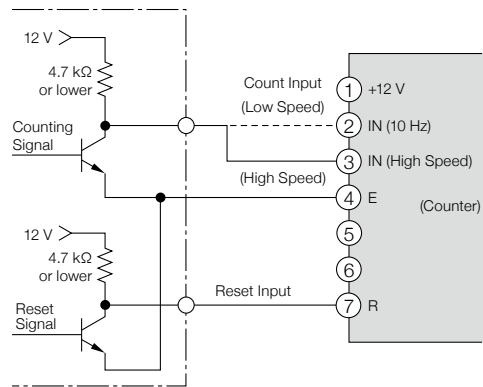 12 V
4.7 kΩ
or lower
Counting
Signal
12 V
4.7 kΩ
or lower
Reset
Signal
Count Input
(Low Speed)
(High Speed)
Reset Input
1 +12 V
2 IN (10 Hz)
3 IN (High Speed)
4 E
(Counter)
5
6
7 R